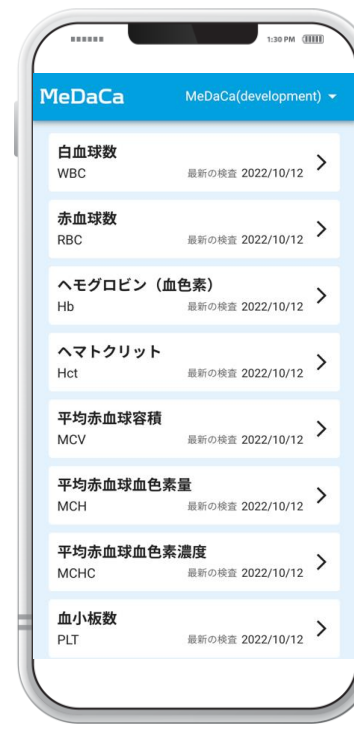 1:30 PM
MeDaCa
MeDaCa(development)
白血球数
WBC 最新の検査 2022/10/12
赤血球数
RBC 最新の検査 2022/10/12
ヘモグロビン（血色素）
Hb 最新の検査 2022/10/12
ヘマトクリット
Hct 最新の検査 2022/10/12
平均赤血球容積
MCV 最新の検査 2022/10/12
平均赤血球血色素量
MCH 最新の検査 2022/10/12
平均赤血球血色素濃度
MCHC 最新の検査 2022/10/12
血小板数
PLT 最新の検査 2022/10/12